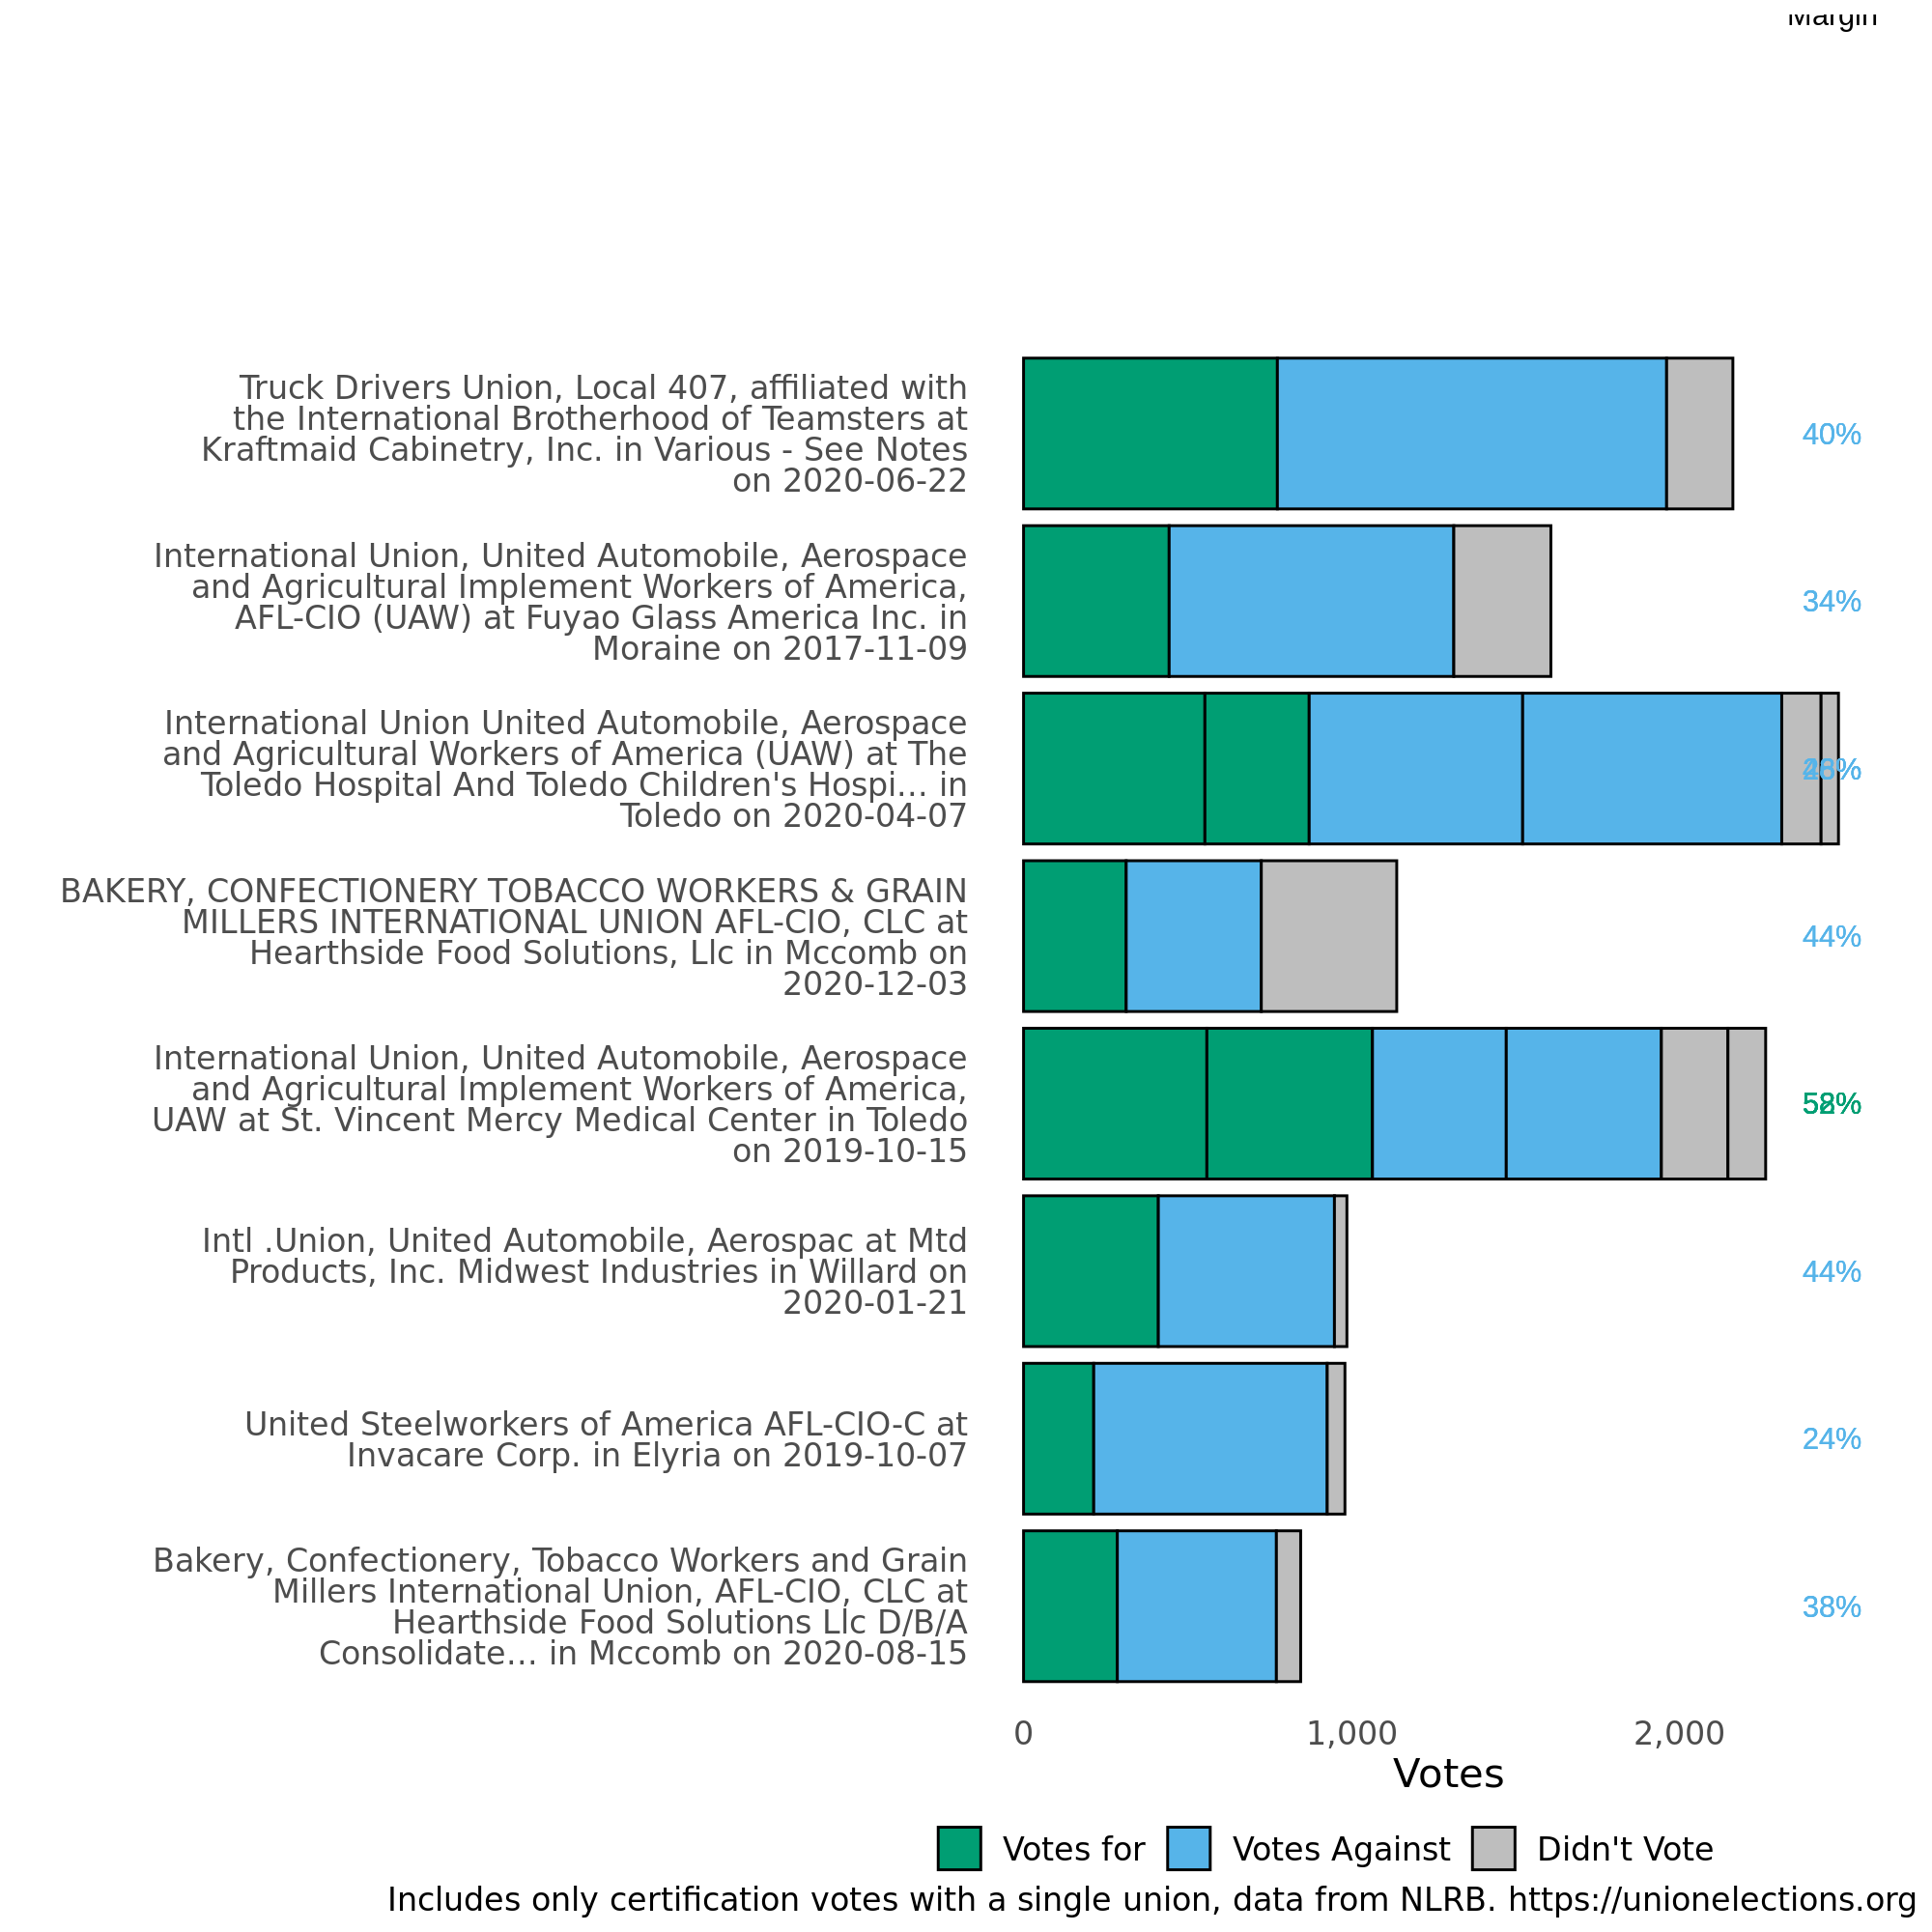 Margin
Truck Drivers Union, Local 407, affiliated with
the International Brotherhood of Teamsters at
Kraftmaid Cabinetry, Inc. in Various - See Notes
on 2020-06-22
40%
International Union, United Automobile, Aerospace
and Agricultural Implement Workers of America,
AFL-CIO (UAW) at Fuyao Glass America Inc. in
Moraine on 2017-11-09
34%
International Union United Automobile, Aerospace
and Agricultural Workers of America (UAW) at The
Toledo Hospital And Toledo Children's Hospi... in
Toledo on 2020-04-07
BAKERY, CONFECTIONERY TOBACCO WORKERS & GRAIN
MILLERS INTERNATIONAL UNION AFL-CIO, CLC at
Hearthside Food Solutions, Llc in Mccomb on
2020-12-03
44%
International Union, United Automobile, Aerospace
and Agricultural Implement Workers of America,
UAW at St. Vincent Mercy Medical Center in Toledo
on 2019-10-15
Intl .Union, United Automobile, Aerospac at Mtd
Products, Inc. Midwest Industries in Willard on
2020-01-21
44%
United Steelworkers of America AFL-CIO-C at
Invacare Corp. in Elyria on 2019-10-07
24%
Bakery, Confectionery, Tobacco Workers and Grain
Millers International Union, AFL-CIO, CLC at
Hearthside Food Solutions Llc D/B/A
Consolidate... in Mccomb on 2020-08-15
38%
0 1,000 2,000
Votes
Votes for Votes Against Didn't Vote
Includes only certification votes with a single union, data from NLRB. https://unionelections.org